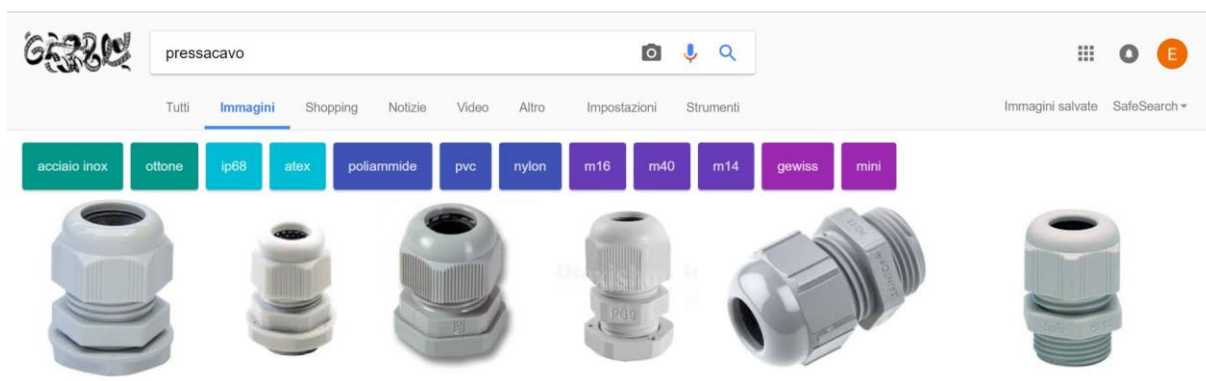 pressacavo
Tutti Immagini Shopping Notizie Video Altro Impostazioni Strumenti Immagini salvate SafeSearch
E
acciaio inox ottone ip68 atex poliammide pvc nylon m16 m40 m14 gewiss mini
PG9